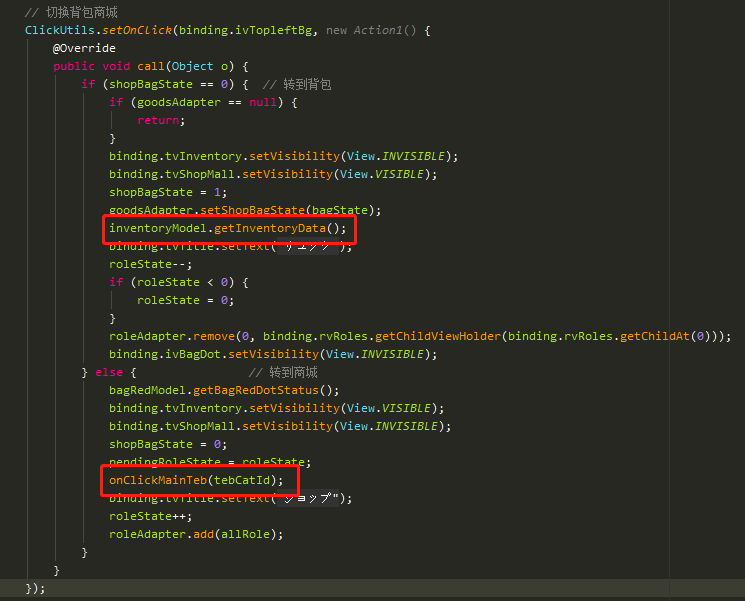 // 切换背包商城
ClickUtils.setOnClick(binding.ivTopleftBg, new Action1() {
@Override
public void call(Object o) {
if (shopBagState == 0) { // 转到背包
if (goodsAdapter == null) {
return;
}
binding.tvInventory.setVisibility(View.INVISIBLE);
binding.tvShopMall.setVisibility(View.VISIBLE);
shopBagState = 1;
goodsAdapter.setShopBagState(bagState);
inventoryModel.getInventoryData();
binding.tvTitle.setText("リュック");
roleState--;
if (roleState < 0) {
roleState = 0;
}
roleAdapter.remove(0, binding.rvRoles.getChildViewHolder(binding.rvRoles.getChildAt(0)));
binding.ivBagDot.setVisibility(View.INVISIBLE);
} else { // 转到商城
bagRedModel.getBagRedDotStatus();
binding.tvInventory.setVisibility(View.VISIBLE);
binding.tvShopMall.setVisibility(View.INVISIBLE);
shopBagState = 0;
pendingRoleState = roleState;
onClickMainTeb(tebCatId);
binding.tvTitle.setText("ショップ");
roleState++;
roleAdapter.add(allRole);
}
}
});